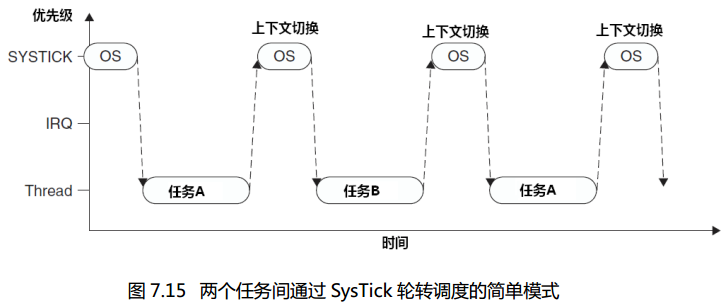 优先级
上下文切换 上下文切换 上下文切换
SYSTICK OS OS OS OS
IRQ
Thread 任务A 任务B 任务A
时间
图 7.15 两个任务间通过 SysTick 轮转调度的简单模式